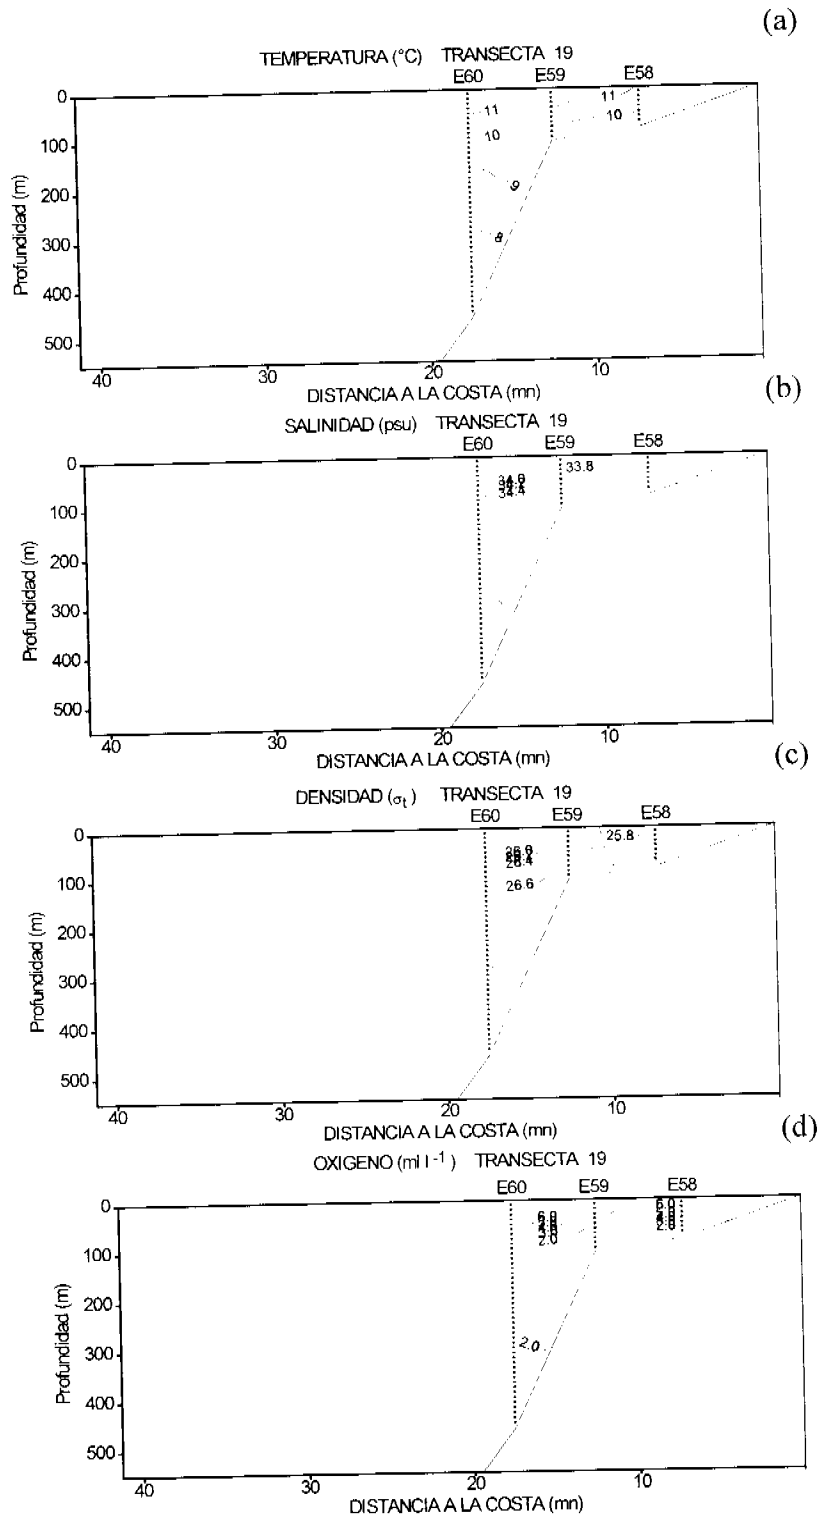 (a)
TEMPERATURA (°C) TRANSECTA 19
E60 E59 E58
0
100
200
300
400
500
Profundidad (m)
11
10
9
8
11
10
40 30 20 10
DISTANCIA A LA COSTA (mn)
(b)
SALINIDAD (psu) TRANSECTA 19
E60 E59 E58
0
100
200
300
400
500
Profundidad (m)
33.8
34.4
40 30 20 10
DISTANCIA A LA COSTA (mn)
(c)
DENSIDAD (σt) TRANSECTA 19
E60 E59 E58
0
100
200
300
400
500
Profundidad (m)
25.8
26.4
26.6
40 30 20 10
DISTANCIA A LA COSTA (mn)
(d)
OXIGENO (ml l-1) TRANSECTA 19
E60 E59 E58
0
100
200
300
400
500
Profundidad (m)
6.0
2.0
6.0
2.0
2.0
40 30 20 10
DISTANCIA A LA COSTA (mn)